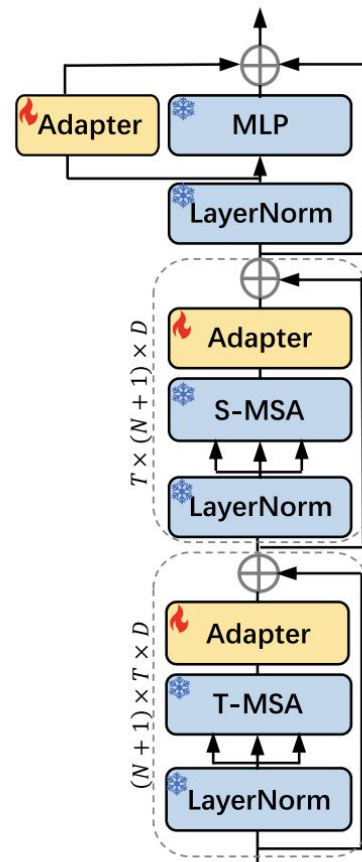 Adapter
MLP
LayerNorm
T × (N + 1) × D
Adapter
S-MSA
LayerNorm
(N + 1) × T × D
Adapter
T-MSA
LayerNorm